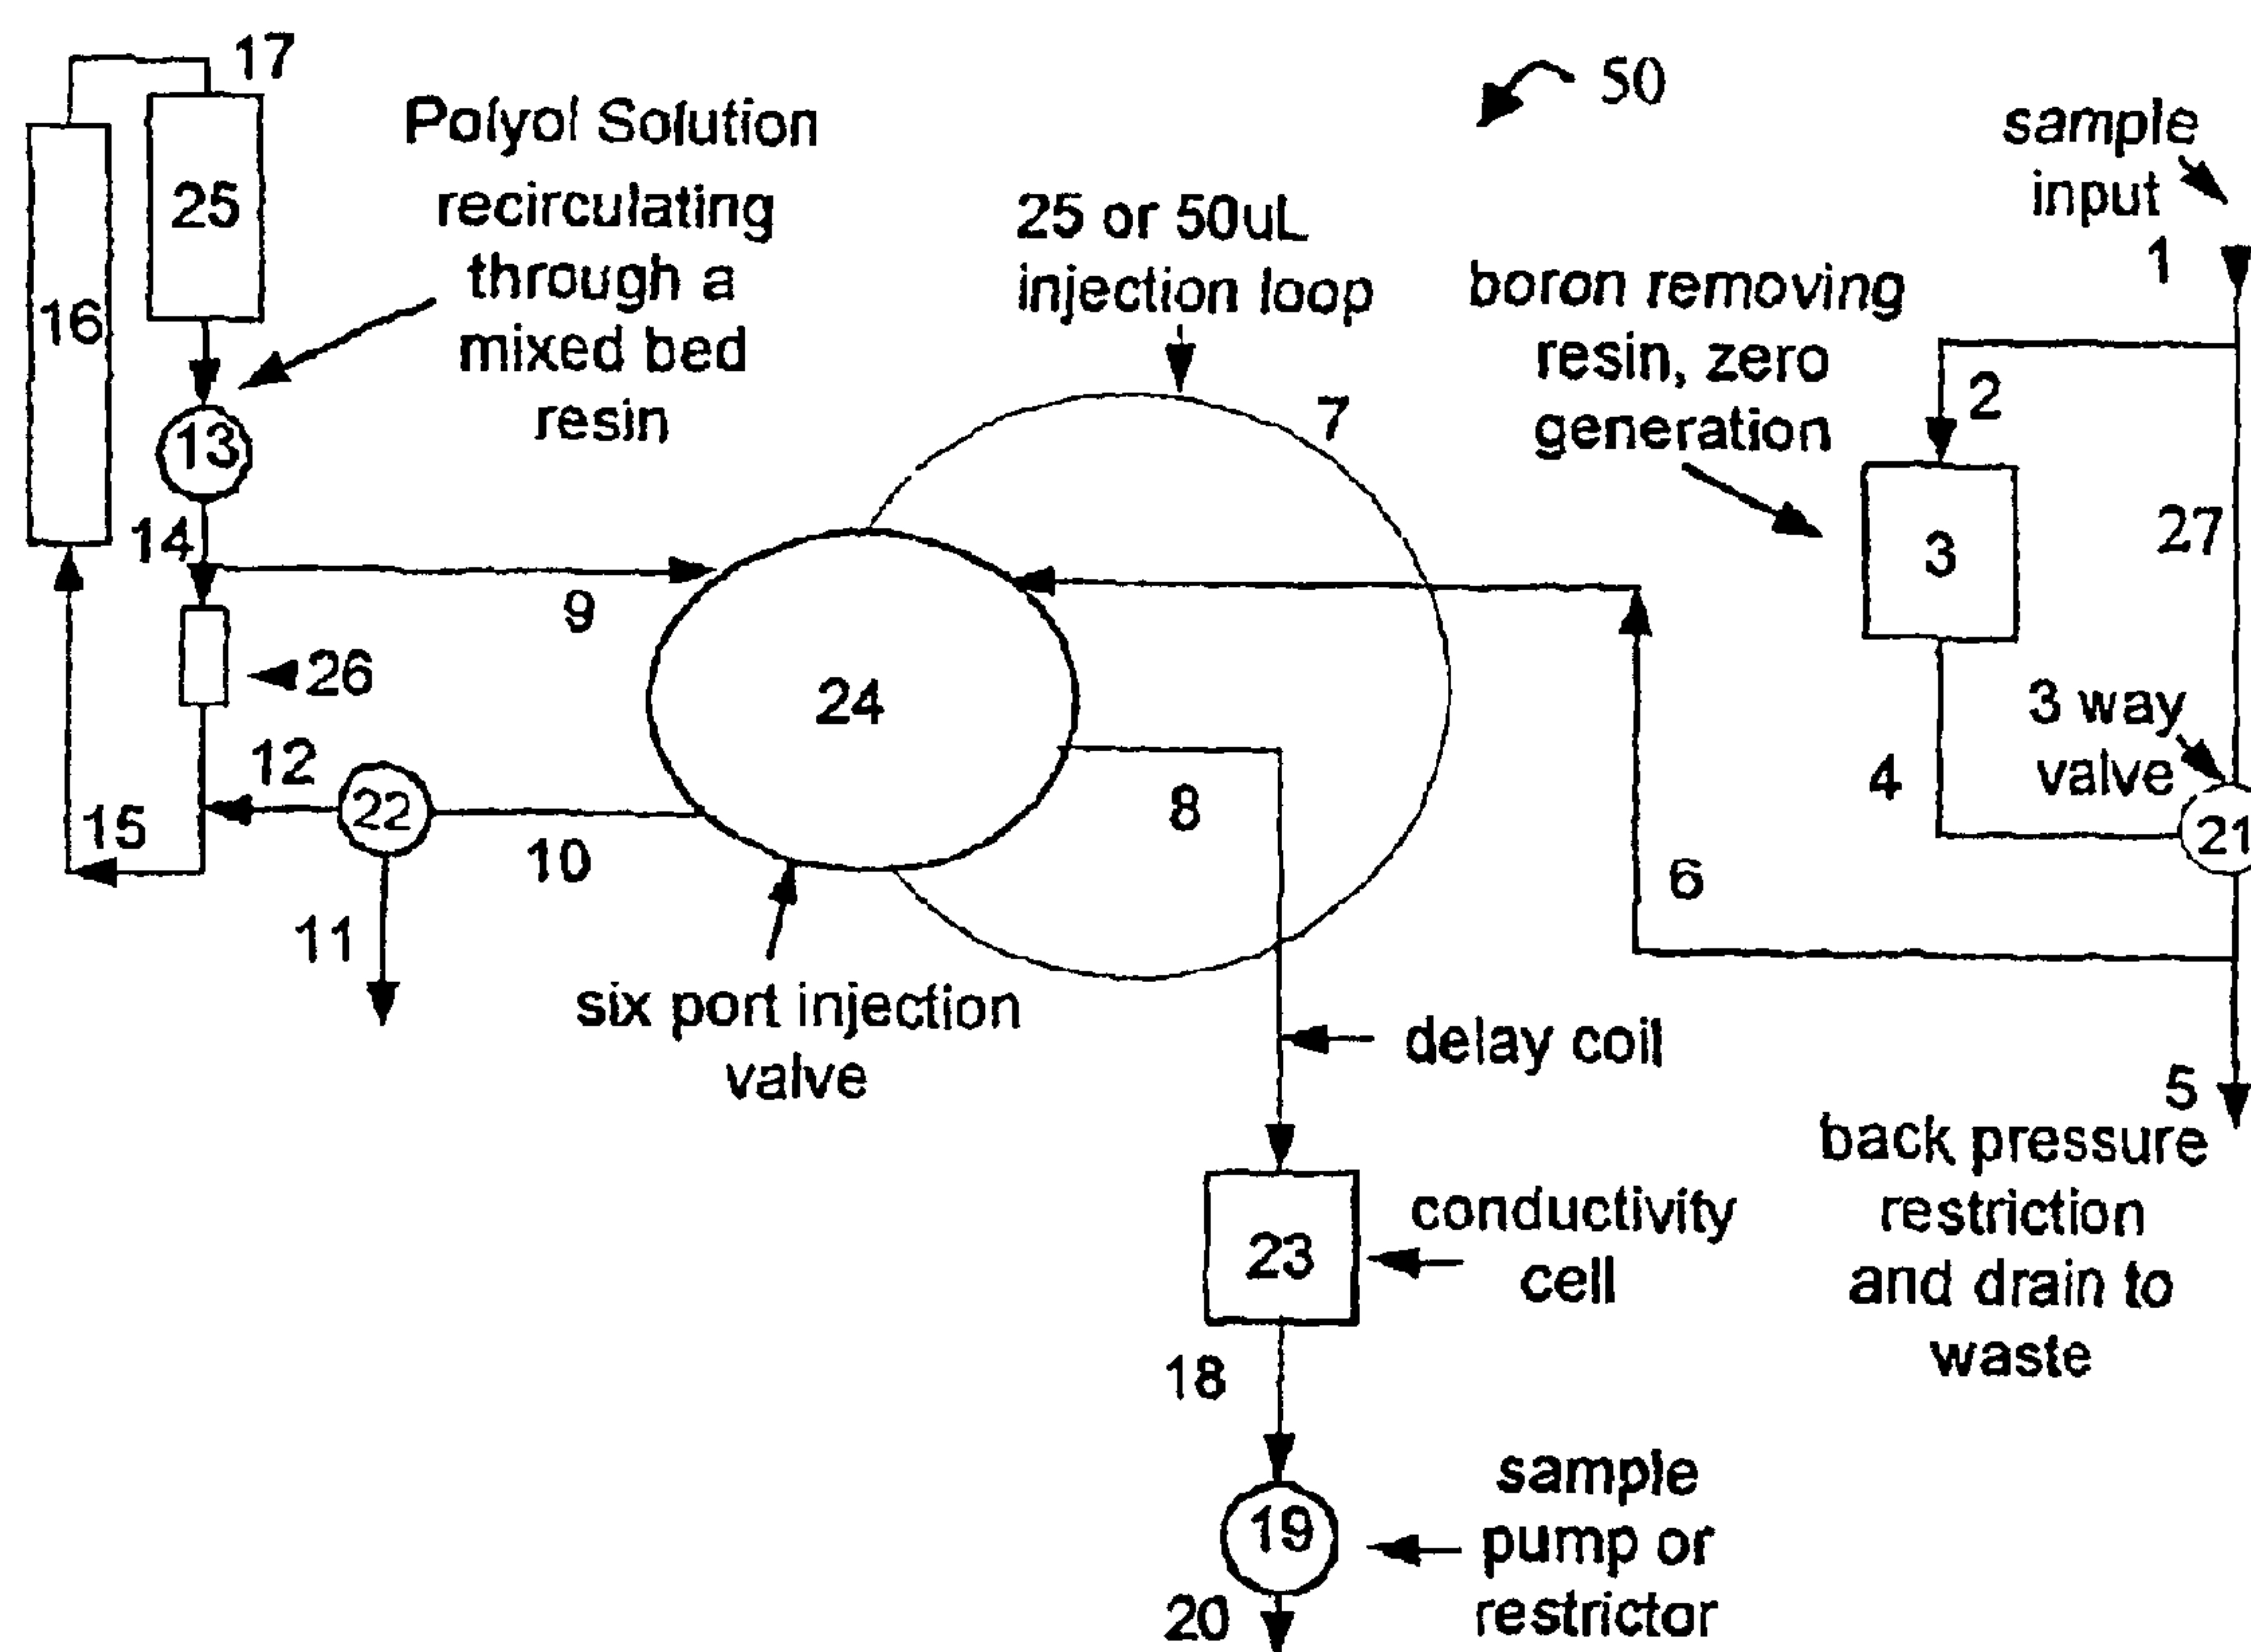 17
50
Polyol Solution
recirculating
through a
mixed bed
resin
25
16
13
14
25 or 50uL
injection loop
7
sample
input
1
boron removing
resin, zero
generation
2
3
27
9
24
26
3 way
valve
4
21
12
22
8
15
10
6
11
six port injection
valve
delay coil
5
back pressure
restriction
and drain to
waste
23
conductivity
cell
18
19
sample
pump or
restrictor
20